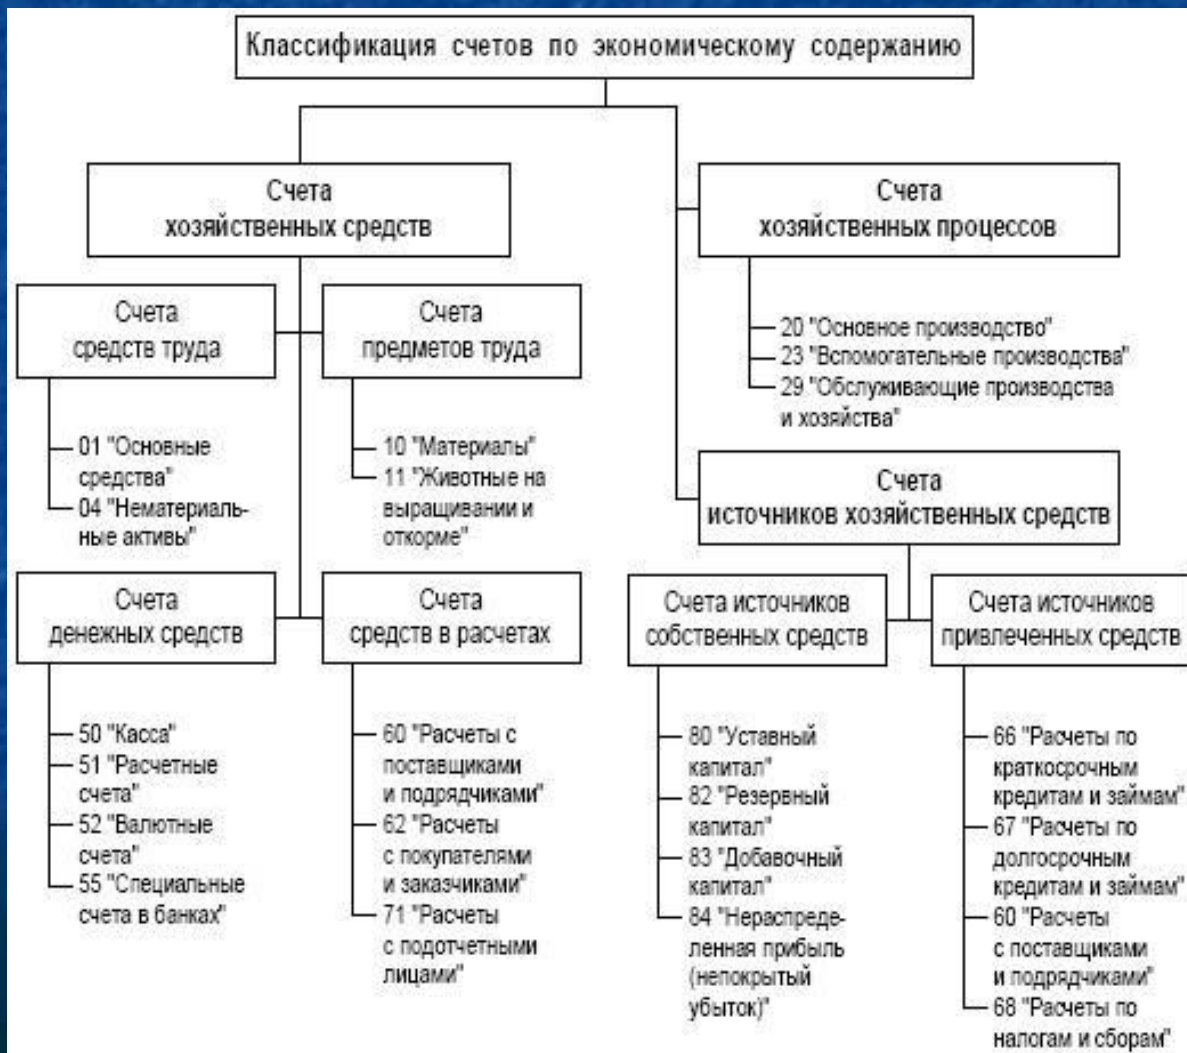 Классификация счетов по экономическому содержанию
Счета
хозяйственных средств
Счета
средств труда
01 "Основные
средства"
04 "Нематериаль-
ные активы"
Счета
предметов труда
10 "Материалы"
11 "Животные на
выращивании и
откорме"
Счета
денежных средств
50 "Касса"
51 "Расчетные
счета"
52 "Валютные
счета"
55 "Специальные
счета в банках"
Счета
средств в расчетах
60 "Расчеты с
поставщиками
и подрядчиками"
62 "Расчеты
с покупателями
и заказчиками"
71 "Расчеты
с подотчетными
лицами"
Счета
хозяйственных процессов
20 "Основное производство"
23 "Вспомогательные производства"
29 "Обслуживающие производства
и хозяйства"
Счета
источников хозяйственных средств
Счета источников
собственных средств
80 "Уставный
капитал"
82 "Резервный
капитал"
83 "Добавочный
капитал"
84 "Нераспреде-
ленная прибыль
(непокрытый
убыток)"
Счета источников
привлеченных средств
66 "Расчеты по
краткосрочным
кредитам и займам"
67 "Расчеты по
долгосрочным
кредитам и займам"
60 "Расчеты
с поставщиками
и подрядчиками"
68 "Расчеты по
налогам и сборам"